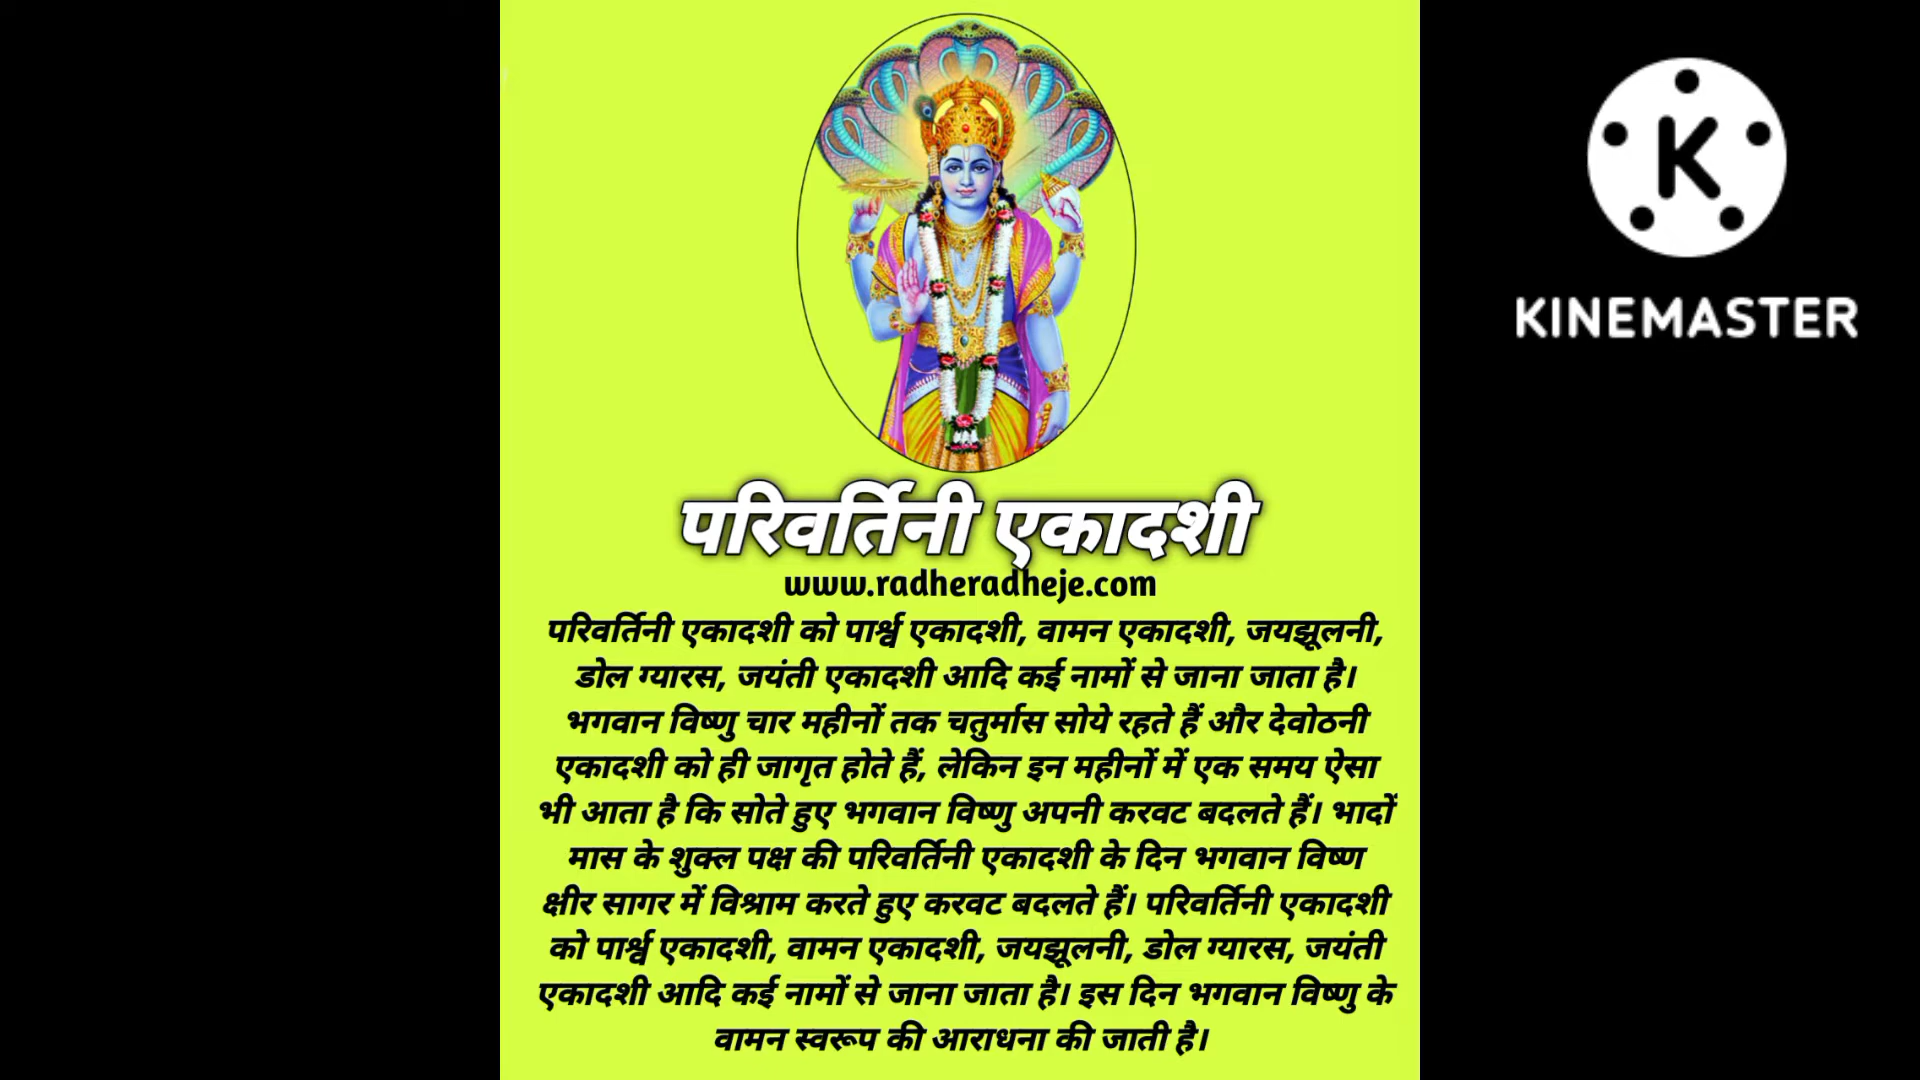 K
KINEMASTER
परिवर्तिनी एकादशी
www.radheradheje.com
परिवर्तिनी एकादशी को पार्श्व एकादशी, वामन एकादशी, जयझूलनी,
डोल ग्यारस, जयंती एकादशी आदि कई नामों से जाना जाता है।
भगवान विष्णु चार महीनों तक चतुर्मास सोये रहते हैं और देवोठनी
एकादशी को ही जागृत होते हैं, लेकिन इन महीनों में एक समय ऐसा
भी आता है कि सोते हुए भगवान विष्णु अपनी करवट बदलते हैं। भादों
मास के शुक्ल पक्ष की परिवर्तिनी एकादशी के दिन भगवान विष्ण
क्षीर सागर में विश्राम करते हुए करवट बदलते हैं। परिवर्तिनी एकादशी
को पार्श्व एकादशी, वामन एकादशी, जयझूलनी, डोल ग्यारस, जयंती
एकादशी आदि कई नामों से जाना जाता है। इस दिन भगवान विष्णु के
वामन स्वरूप की आराधना की जाती है।